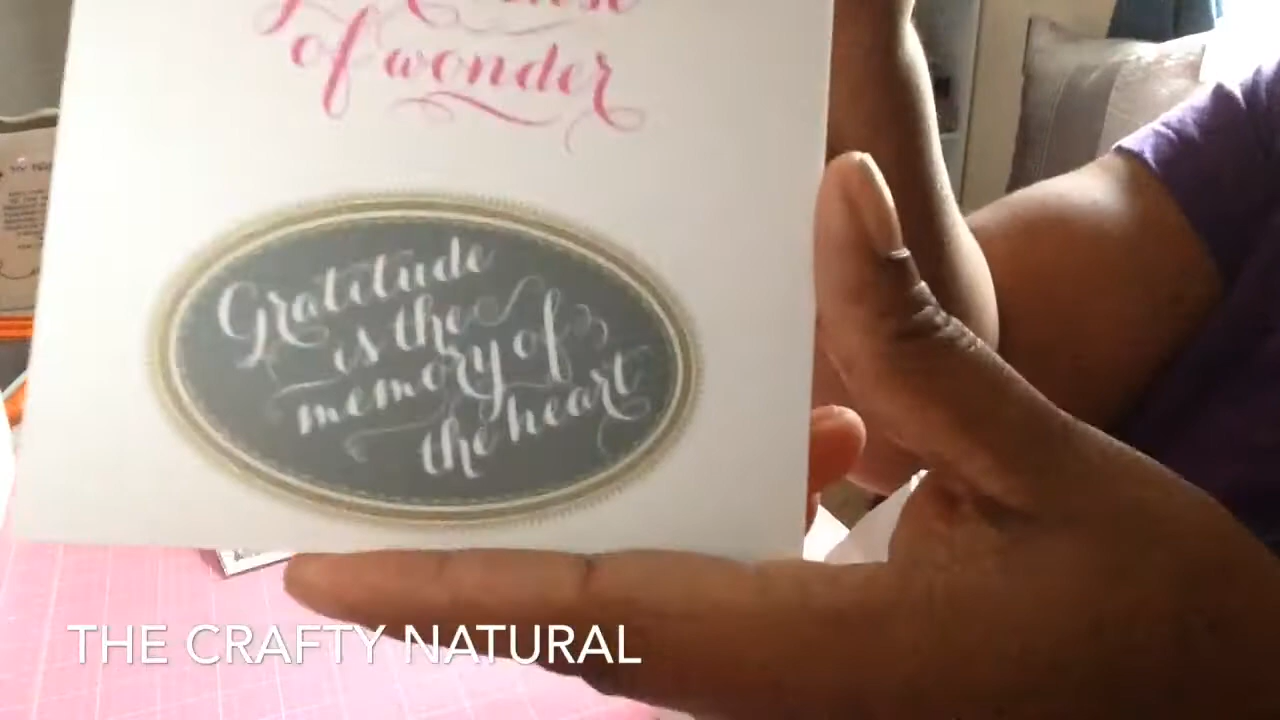 of wonder
Gratitude
is the
memory of
the heart
THE CRAFTY NATURAL